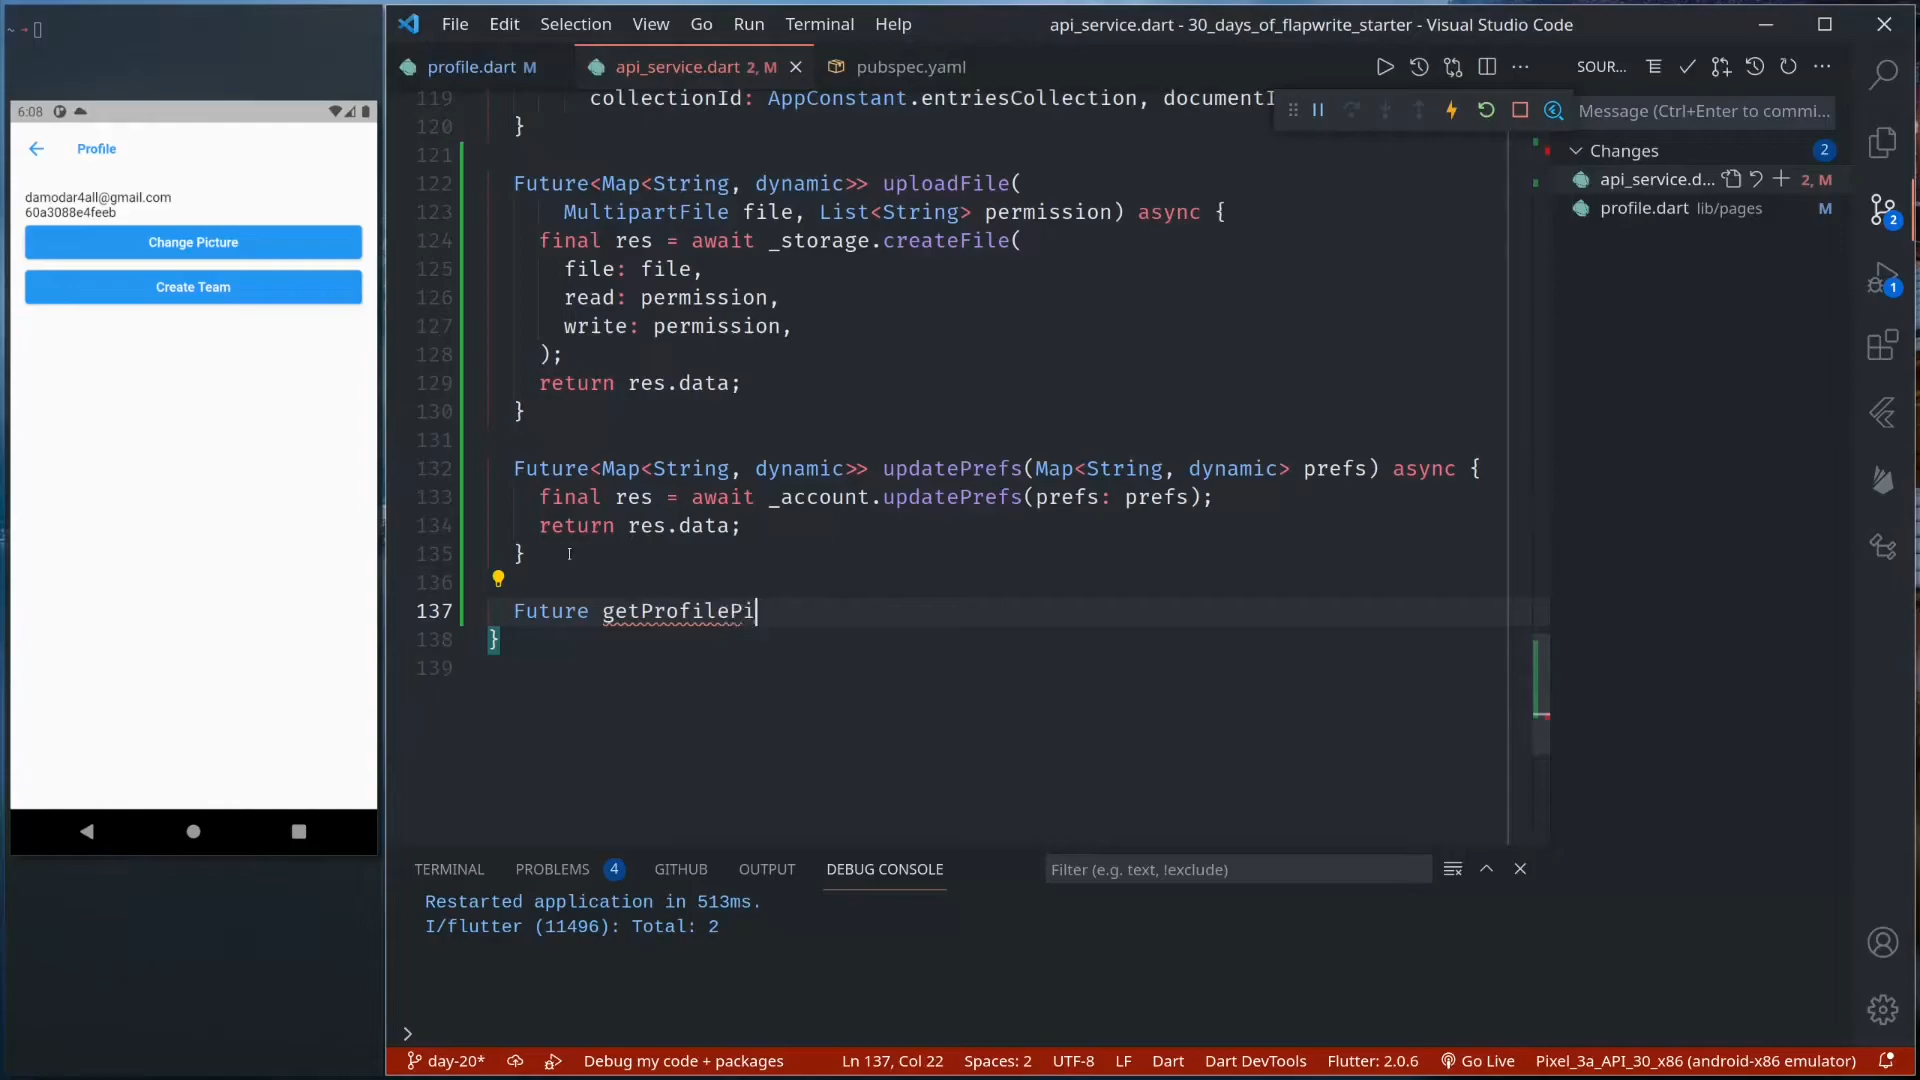 ~ →
File Edit Selection View Go Run Terminal Help
api_service.dart - 30_days_of_flapwrite_starter - Visual Studio Code
profile.dart M
api_service.dart 2, M
pubspec.yaml
SOUR...
6:08
Profile
damodar4all@gmail.com
60a3088e4feeb
Change Picture
Create Team
119 collectionId: AppConstant.entriesCollection, documentI
120 }
121
122 Future<Map<String, dynamic>> uploadFile(
123 MultipartFile file, List<String> permission) async {
124 final res = await _storage.createFile(
125 file: file,
126 read: permission,
127 write: permission,
128 );
129 return res.data;
130 }
131
132 Future<Map<String, dynamic>> updatePrefs(Map<String, dynamic> prefs) async {
133 final res = await _account.updatePrefs(prefs: prefs);
134 return res.data;
135 }
136
137 Future getProfilePi
138 }
139
Message (Ctrl+Enter to commi...
Changes 2
api_service.d... 2, M
profile.dart lib/pages M
2
1
TERMINAL PROBLEMS 4 GITHUB OUTPUT DEBUG CONSOLE
Filter (e.g. text, !exclude)
Restarted application in 513ms.
I/flutter (11496): Total: 2
>
day-20* Debug my code + packages Ln 137, Col 22 Spaces: 2 UTF-8 LF Dart Dart DevTools Flutter: 2.0.6 Go Live Pixel_3a_API_30_x86 (android-x86 emulator)